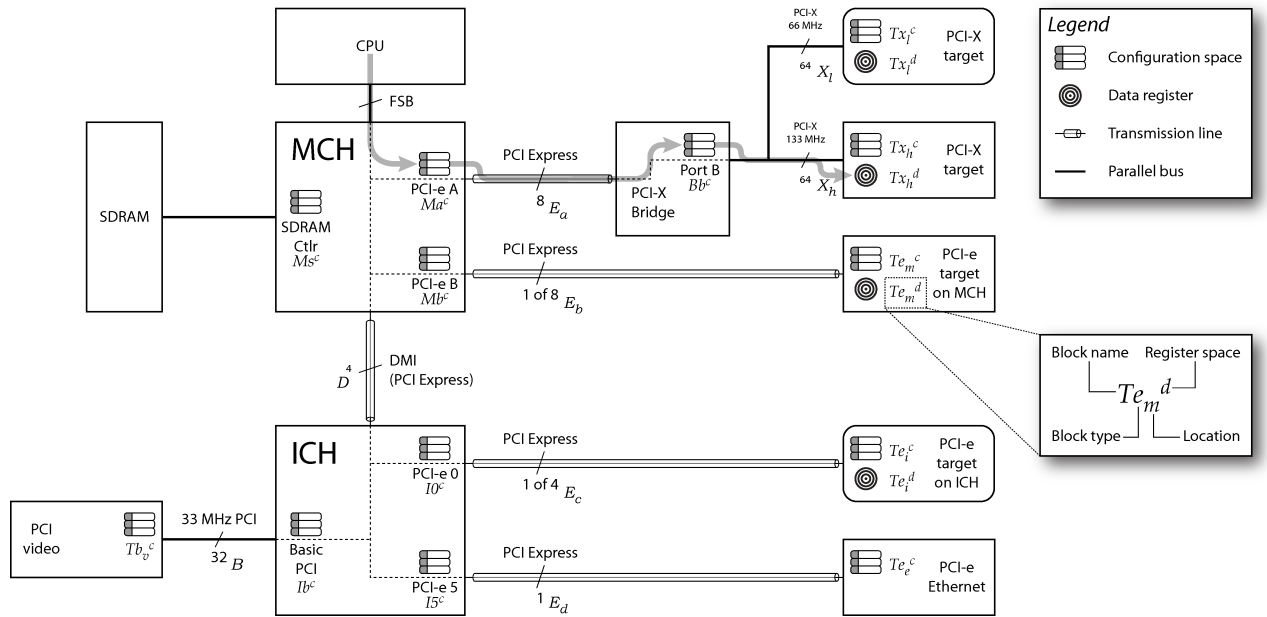 CPU
FSB
SDRAM
MCH
PCI-e A
Ma^c
SDRAM
Ctlr
Ms^c
PCI-e B
Mb^c
PCI Express
8 E_a
PCI-X
Bridge
Port B
Bb^c
PCI-X
66 MHz
64 X_l
PCI-X
133 MHz
64 X_h
Tx_l^c
Tx_l^d
PCI-X
target
Tx_h^c
Tx_h^d
PCI-X
target
PCI Express
1 of 8 E_b
Te_m^c
Te_m^d
PCI-e
target
on MCH
D 4
DMI
(PCI Express)
ICH
PCI-e 0
I0^c
Basic
PCI
Ib^c
PCI-e 5
I5^c
PCI Express
1 of 4 E_c
Te_i^c
Te_i^d
PCI-e
target
on ICH
PCI
video
Tb_v^c
33 MHz PCI
32 B
PCI Express
1 E_d
Te_e^c
PCI-e
Ethernet
Legend
Configuration space
Data register
Transmission line
Parallel bus
Block name Register space
Te_m^d
Block type Location